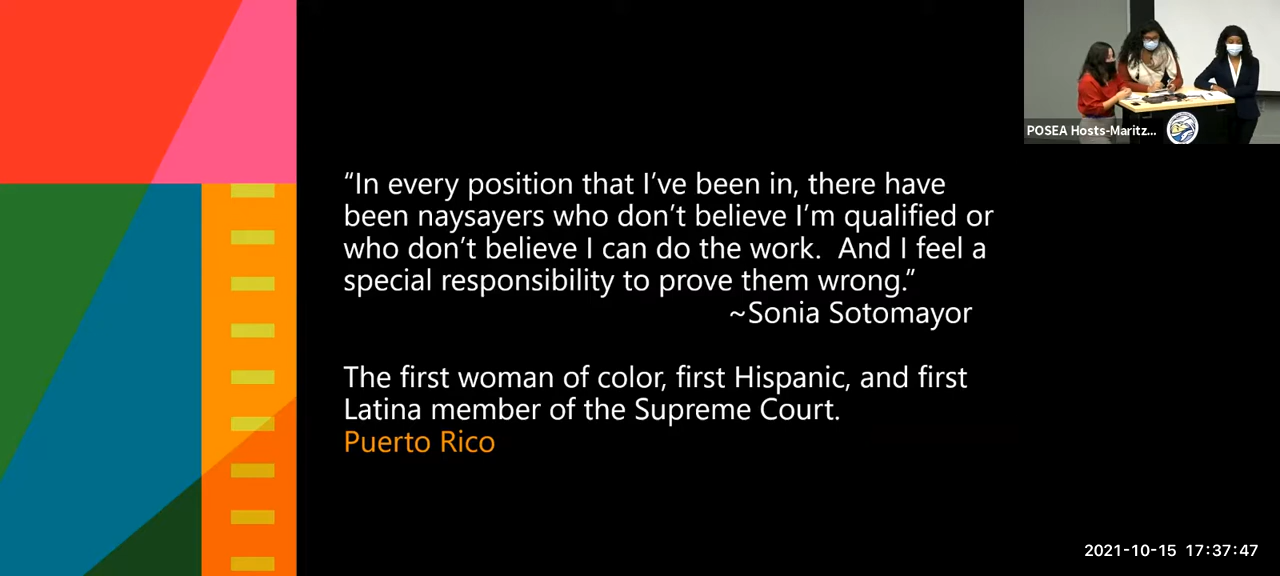 POSEA Hosts-Maritz...
“In every position that I’ve been in, there have
been naysayers who don’t believe I’m qualified or
who don’t believe I can do the work.  And I feel a
special responsibility to prove them wrong.”
~Sonia Sotomayor
The first woman of color, first Hispanic, and first
Latina member of the Supreme Court.
Puerto Rico
2021-10-15 17:37:47